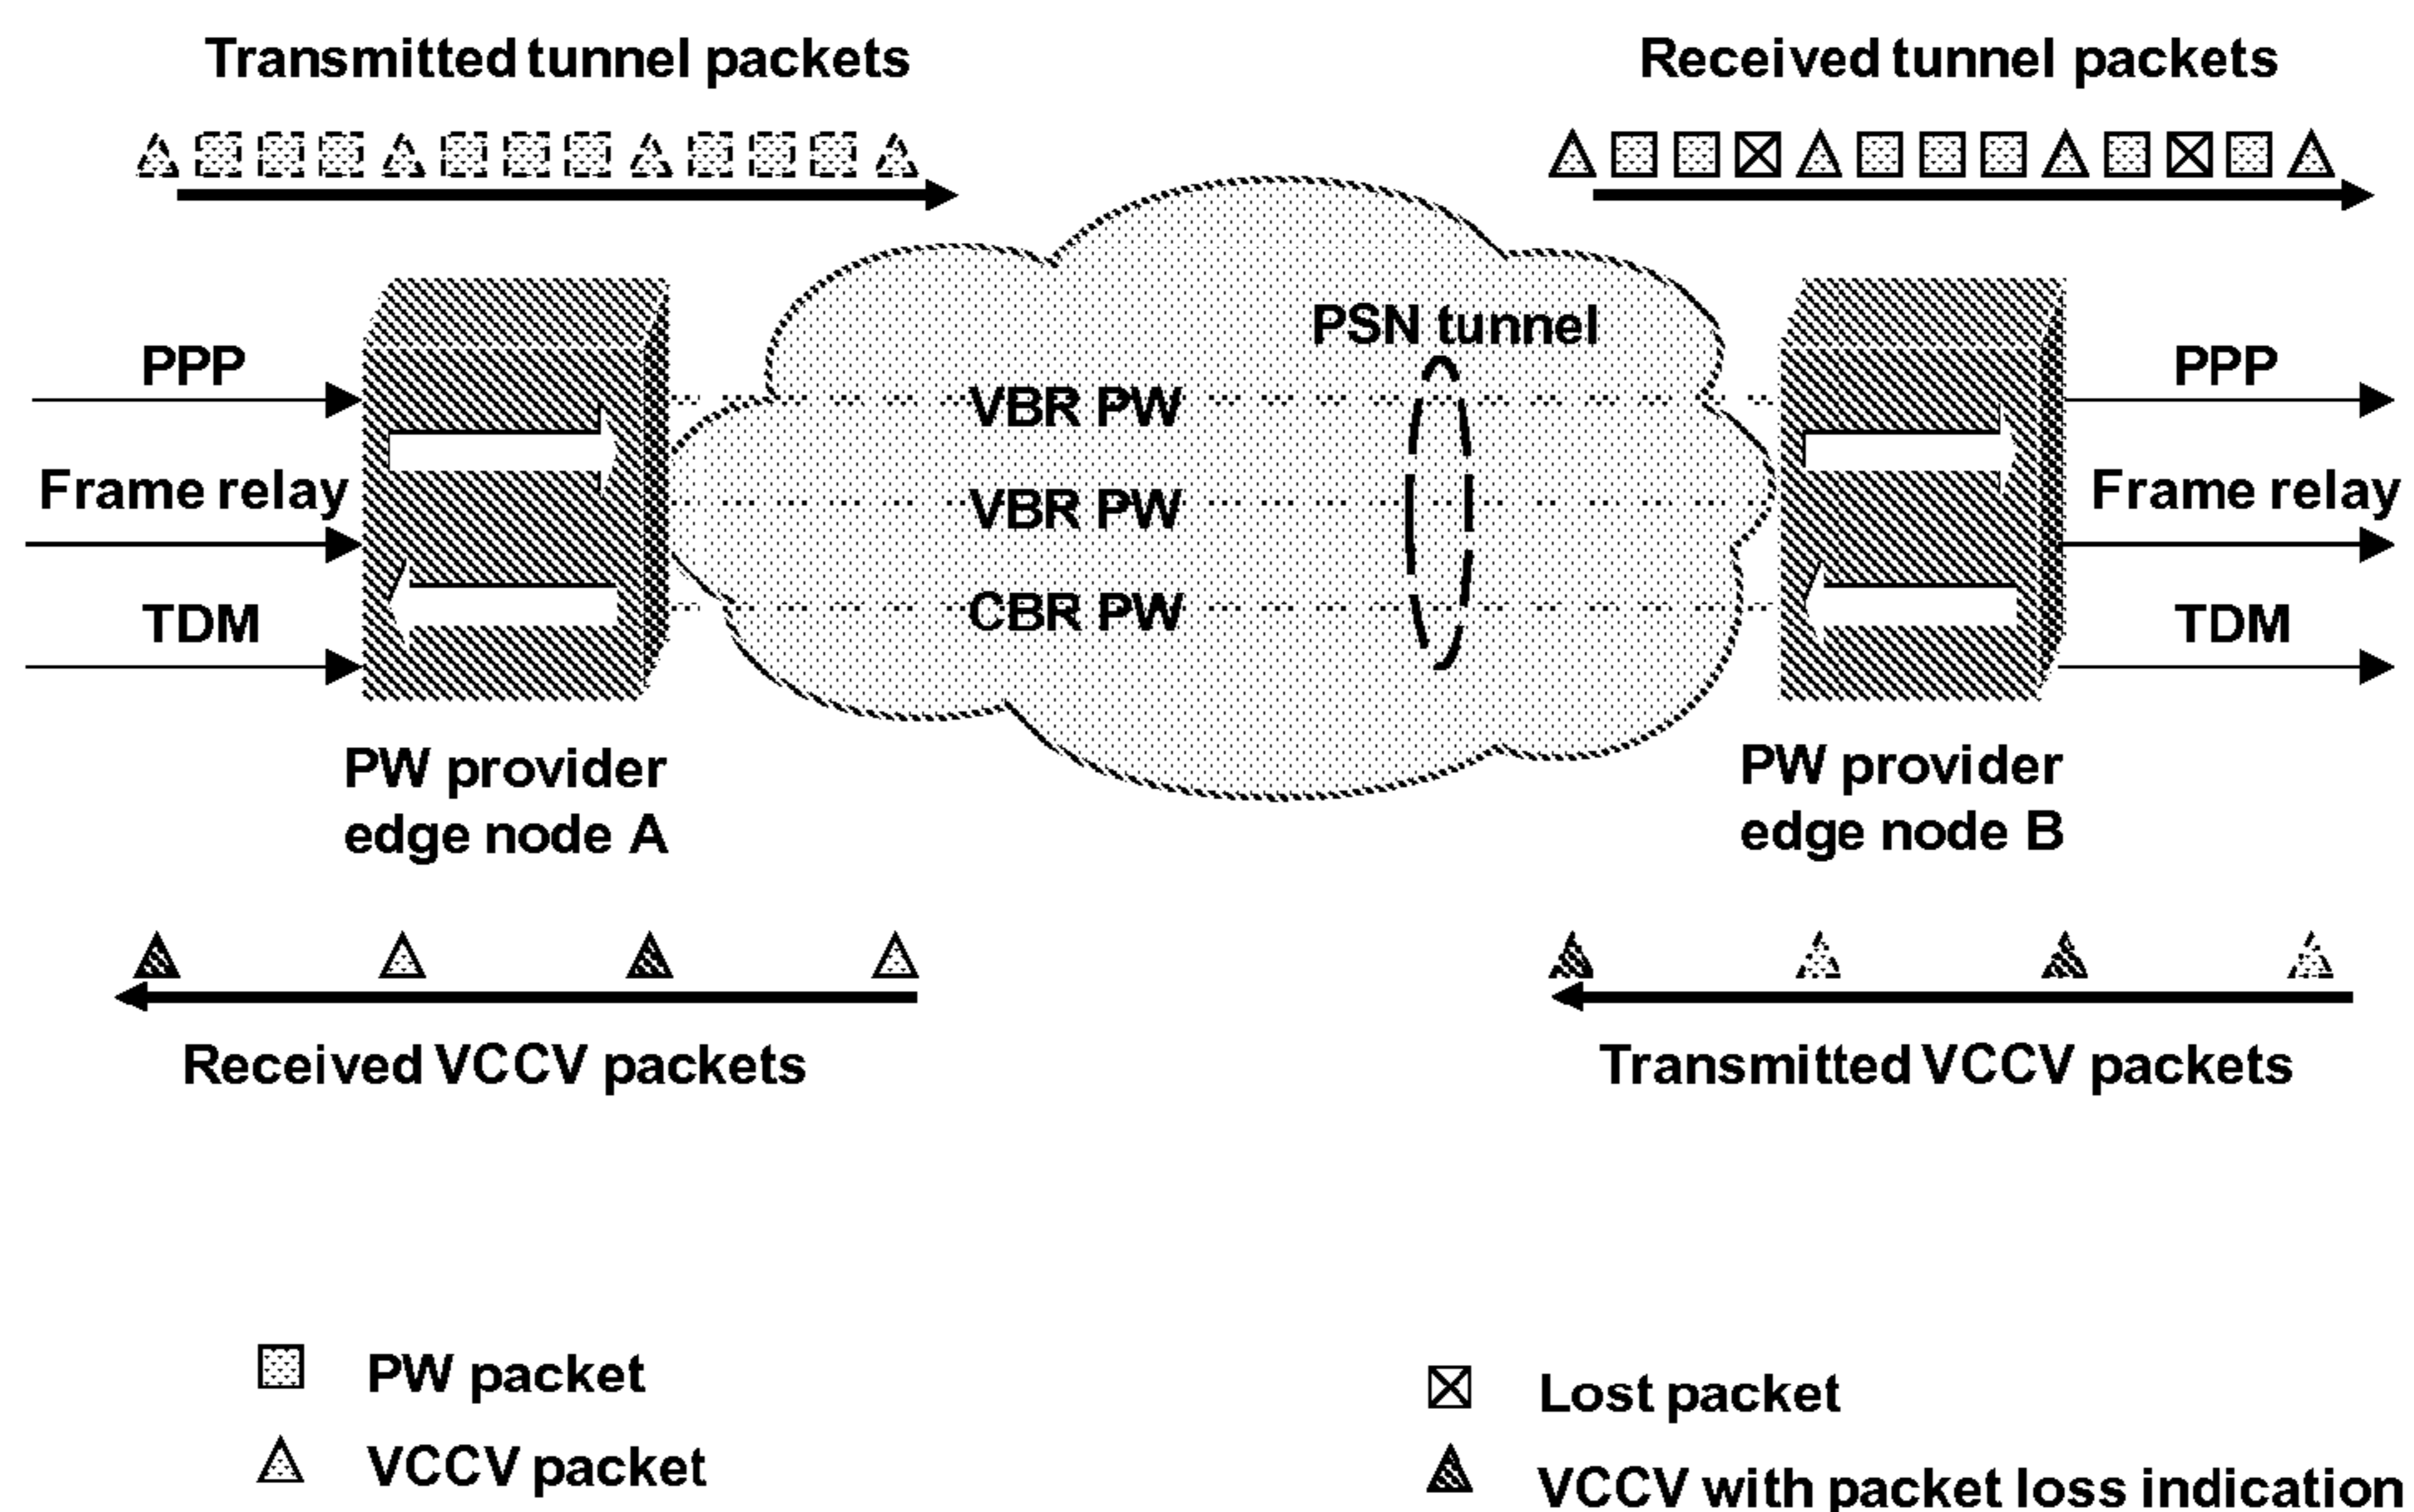 Transmitted tunnel packets
Received tunnel packets
PSN tunnel
PPP
VBR PW
PPP
Frame relay
VBR PW
Frame relay
TDM
CBR PW
TDM
PW provider
edge node A
PW provider
edge node B
Received VCCV packets
Transmitted VCCV packets
PW packet
Lost packet
VCCV packet
VCCV with packet loss indication